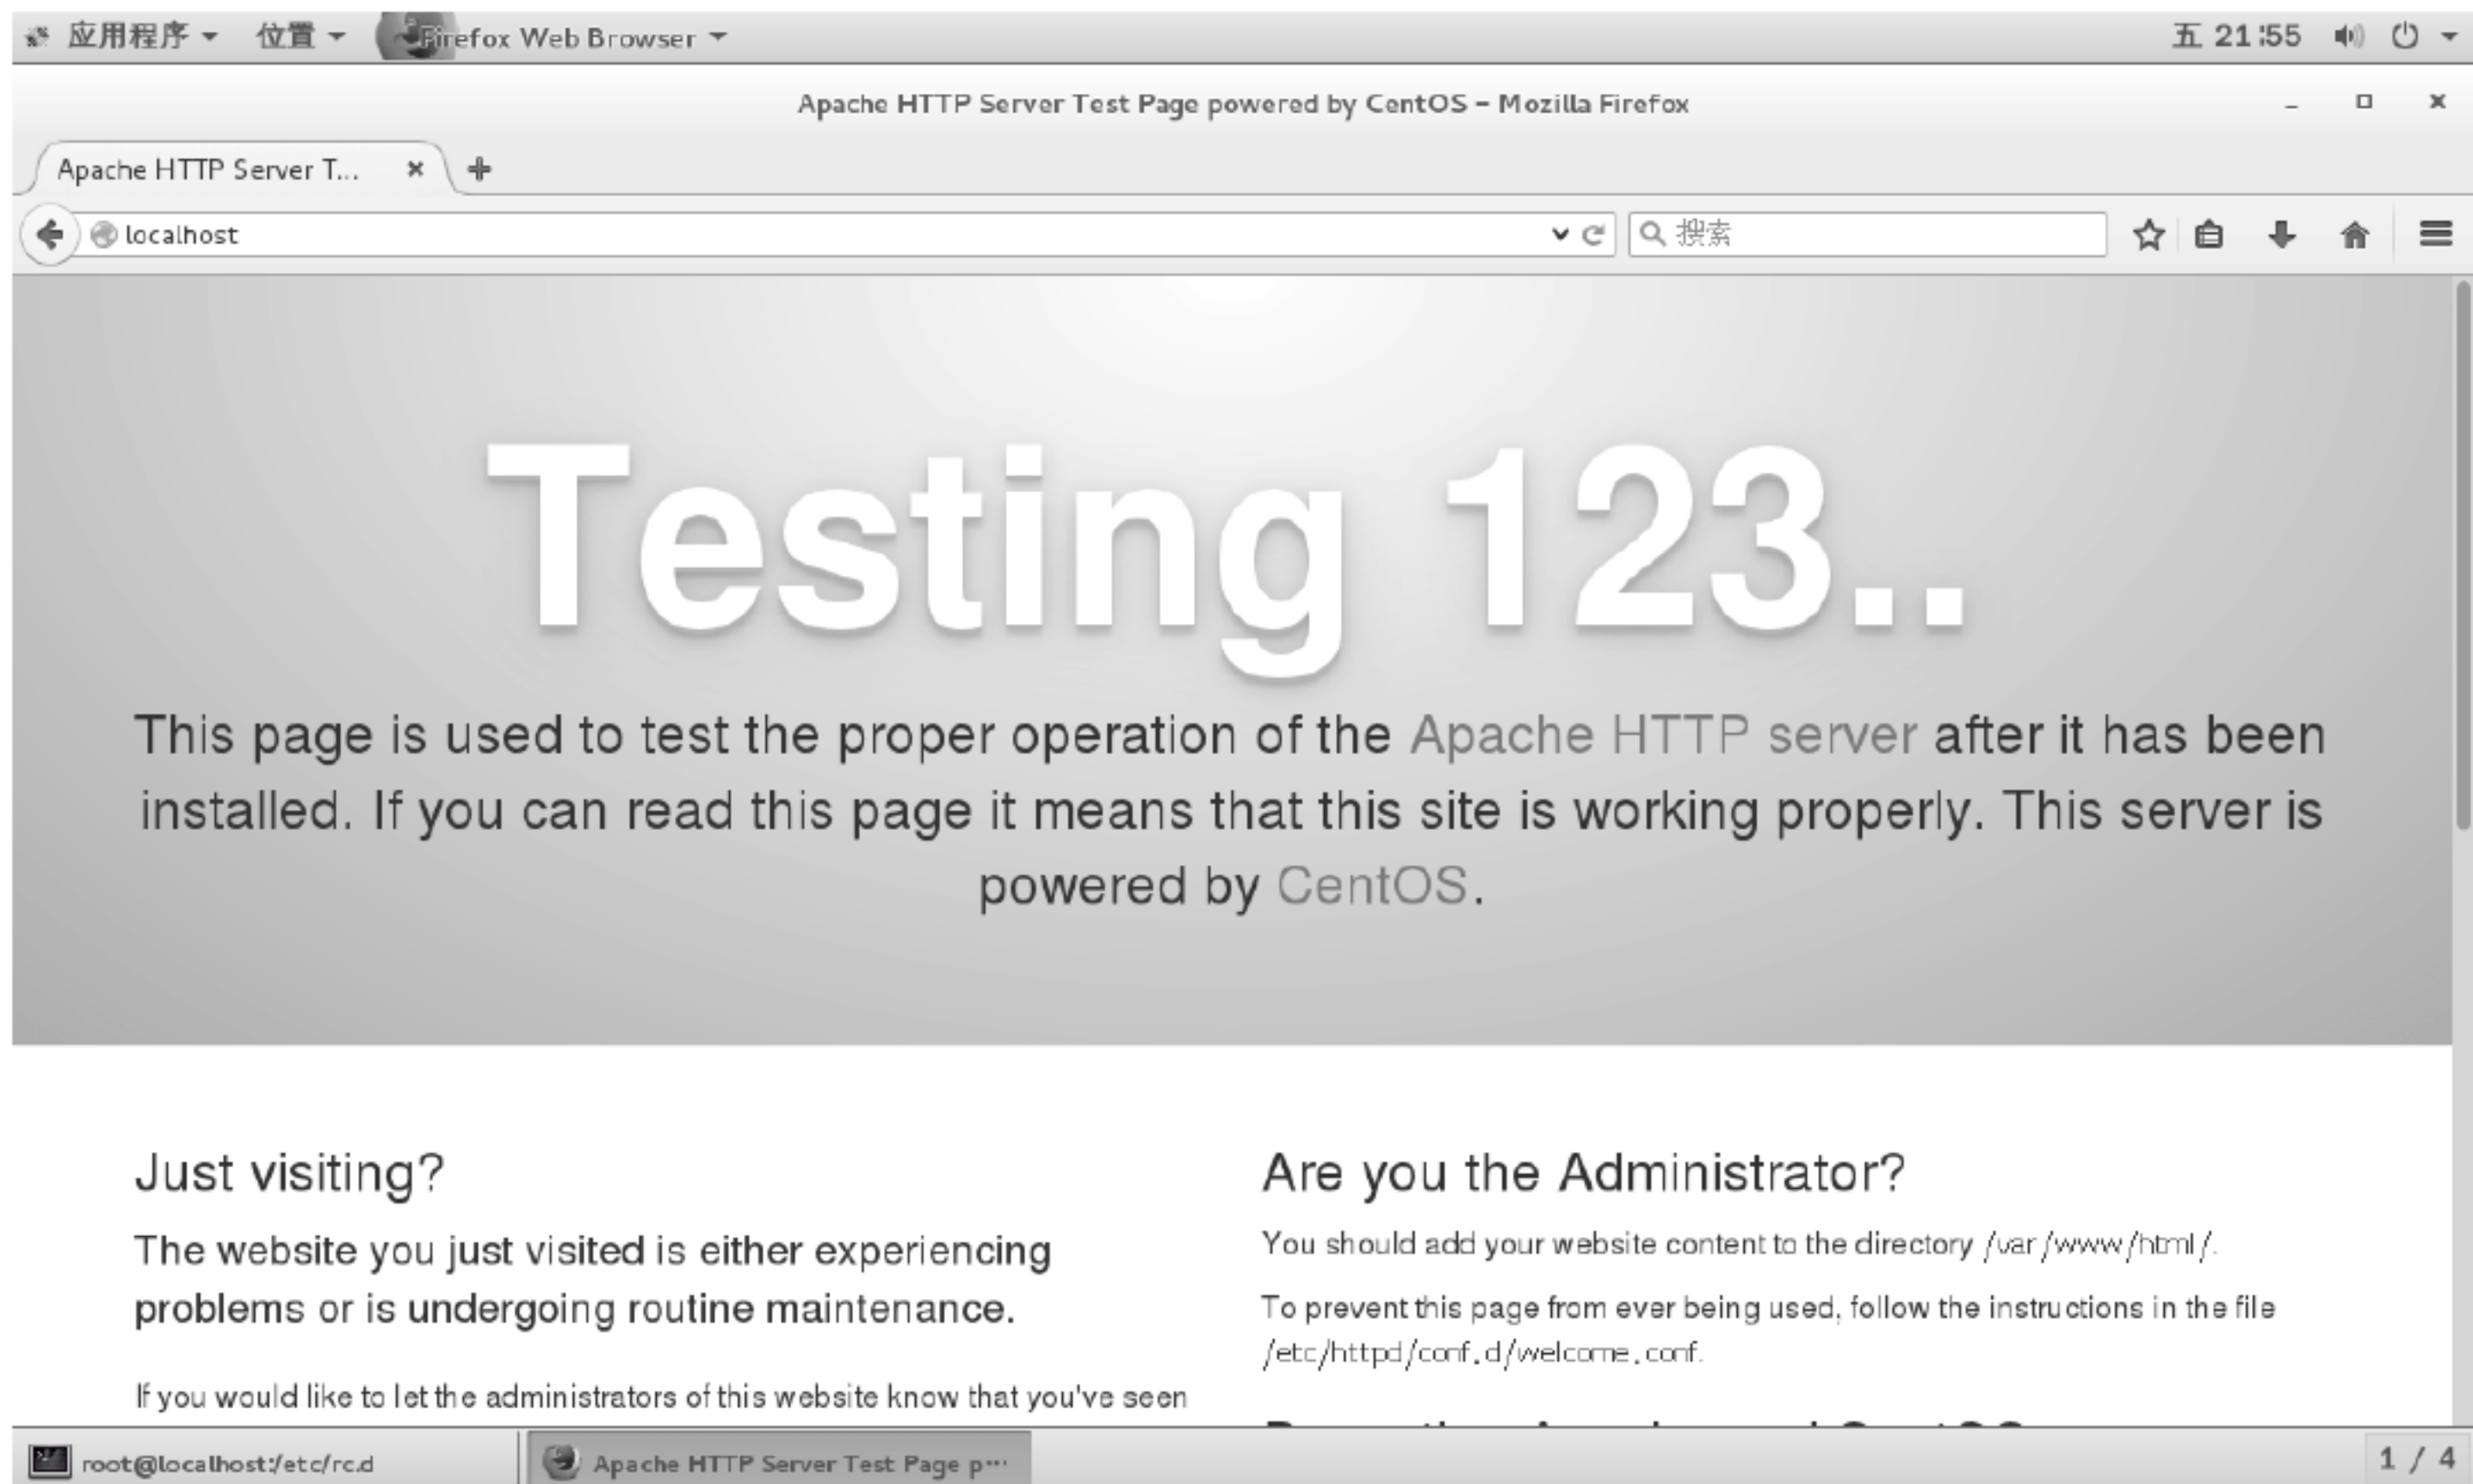 应用程序 位置 Firefox Web Browser 五 21:55
Apache HTTP Server Test Page powered by CentOS – Mozilla Firefox
Apache HTTP Server T...
localhost 搜索
Testing 123..
This page is used to test the proper operation of the Apache HTTP server after it has been
installed. If you can read this page it means that this site is working properly. This server is
powered by CentOS.
Just visiting?
The website you just visited is either experiencing
problems or is undergoing routine maintenance.
If you would like to let the administrators of this website know that you've seen
Are you the Administrator?
You should add your website content to the directory /var/www/html/.
To prevent this page from ever being used, follow the instructions in the file
/etc/httpd/conf.d/welcome.conf.
root@localhost:/etc/rc.d Apache HTTP Server Test Page p··· 1 / 4